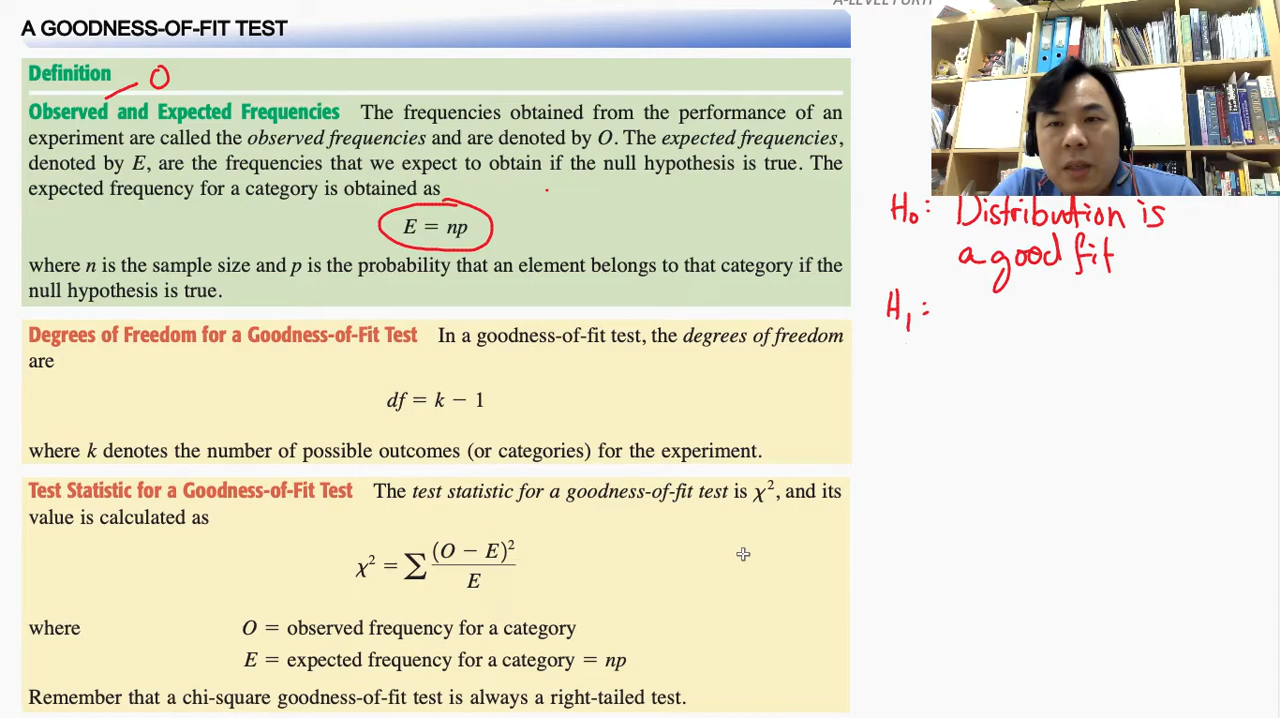 A-LEVEL FURTH
A GOODNESS-OF-FIT TEST
Definition
O
Observed and Expected Frequencies The frequencies obtained from the performance of an
experiment are called the observed frequencies and are denoted by O. The expected frequencies,
denoted by E, are the frequencies that we expect to obtain if the null hypothesis is true. The
expected frequency for a category is obtained as
E = np
where n is the sample size and p is the probability that an element belongs to that category if the
null hypothesis is true.
Degrees of Freedom for a Goodness-of-Fit Test In a goodness-of-fit test, the degrees of freedom
are
df = k − 1
where k denotes the number of possible outcomes (or categories) for the experiment.
Test Statistic for a Goodness-of-Fit Test The test statistic for a goodness-of-fit test is χ², and its
value is calculated as
χ² = ∑ (O − E)² / E
where O = observed frequency for a category
E = expected frequency for a category = np
Remember that a chi-square goodness-of-fit test is always a right-tailed test.
H₀: Distribution is
a good fit
H₁: